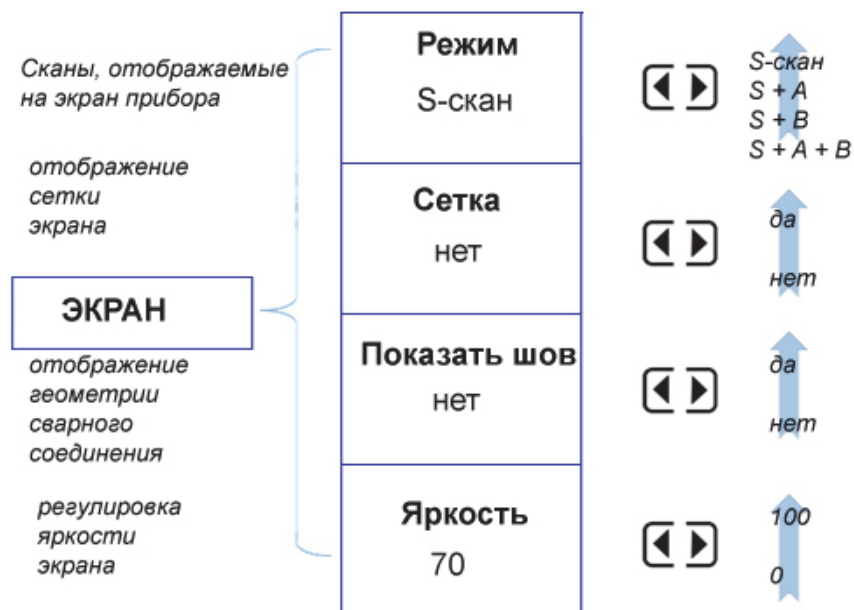 Сканы, отображаемые
на экран прибора
Режим
S-скан
S-скан
S + A
S + B
S + A + B
отображение
сетки
экрана
Сетка
нет
да
нет
ЭКРАН
отображение
геометрии
сварного
соединения
Показать шов
нет
да
нет
регулировка
яркости
экрана
Яркость
70
100
0